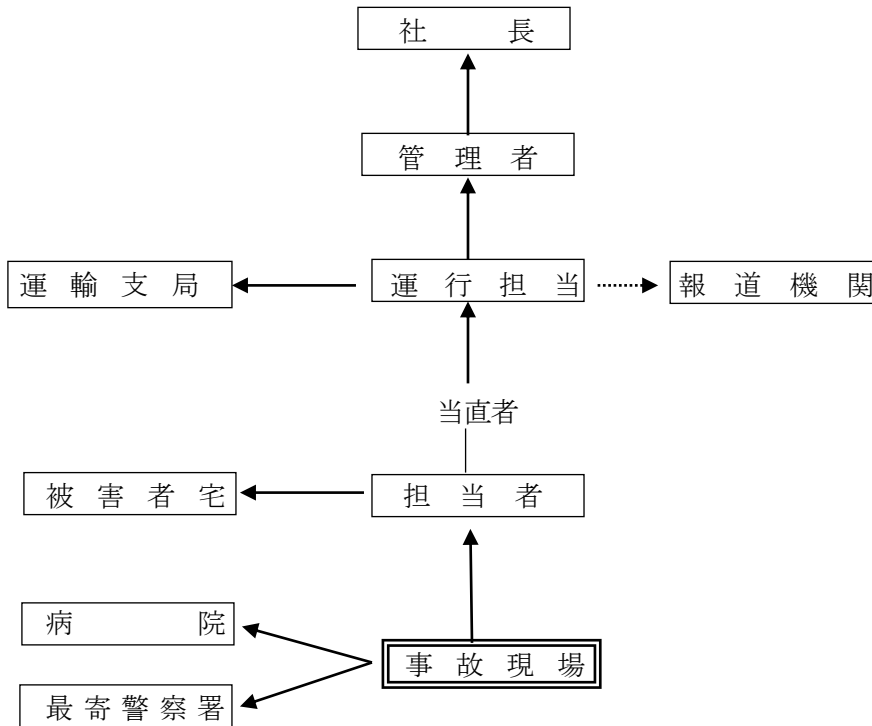 社長
管理者
運輸支局
運行担当
報道機関
当直者
被害者宅
担当者
病院
事故現場
最寄警察署